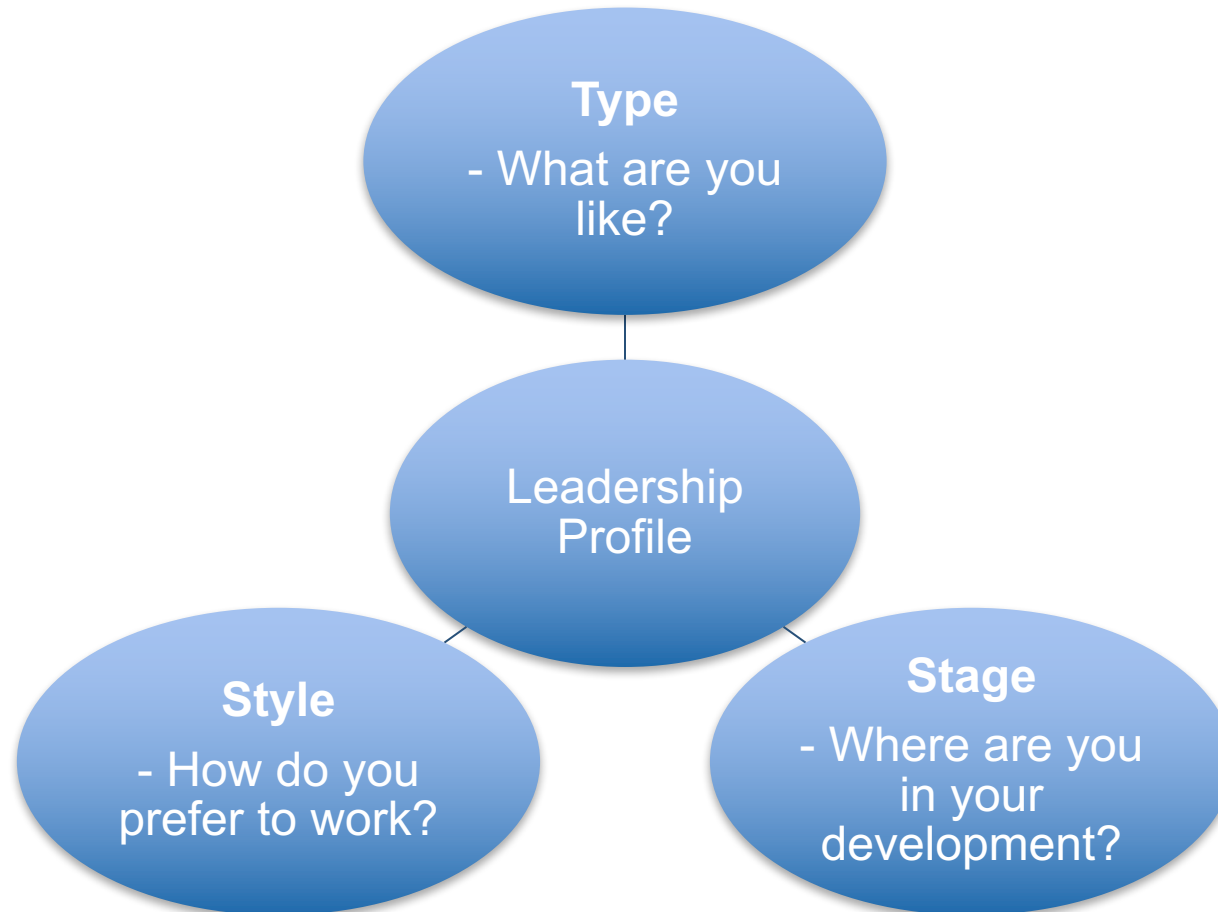 Type
- What are you
like?
Leadership
Profile
Style
- How do you
prefer to work?
Stage
- Where are you
in your
development?